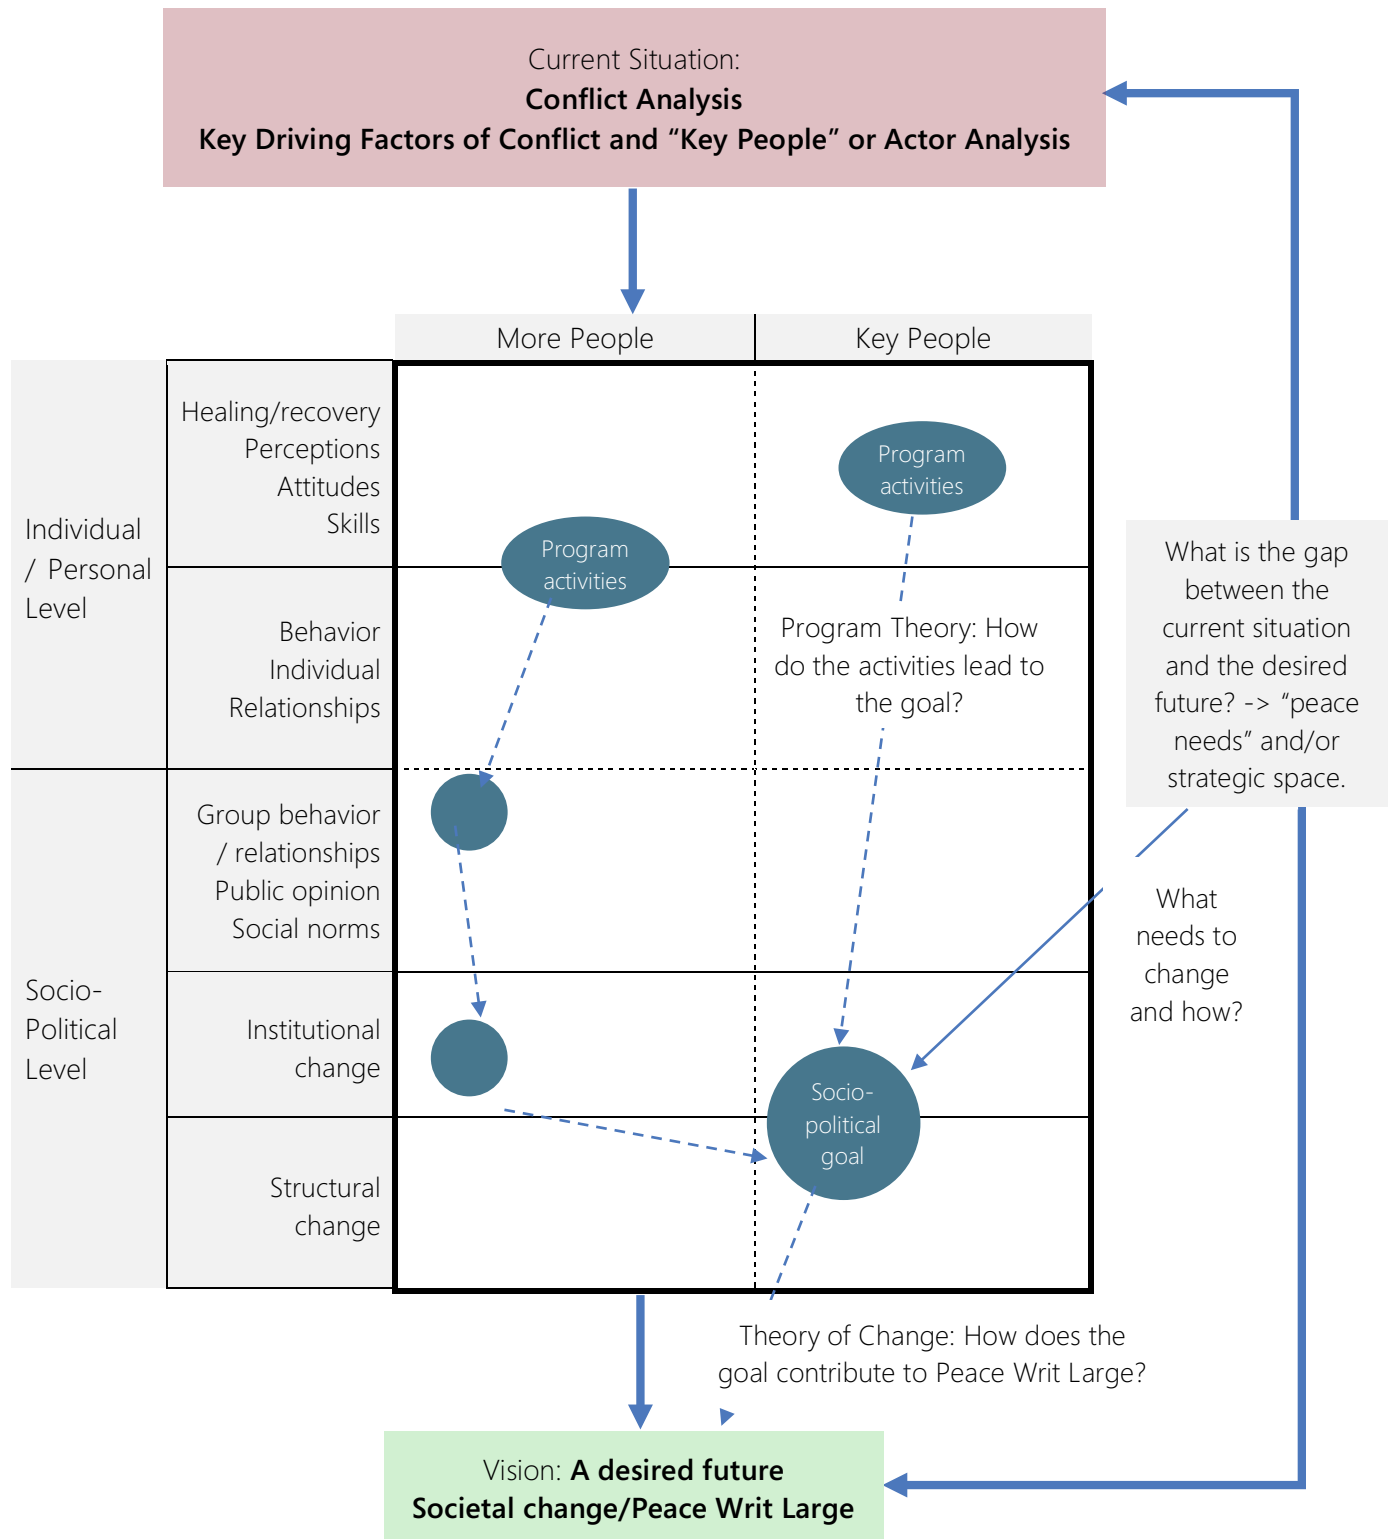 Current Situation:
Conflict Analysis
Key Driving Factors of Conflict and “Key People” or Actor Analysis
More People
Key People
Individual
/ Personal
Level
Healing/recovery
Perceptions
Attitudes
Skills
Program
activities
Program
activities
Behavior
Individual
Relationships
Program Theory: How
do the activities lead to
the goal?
What is the gap
between the
current situation
and the desired
future? -> “peace
needs” and/or
strategic space.
Socio-
Political
Level
Group behavior
/ relationships
Public opinion
Social norms
What
needs to
change
and how?
Institutional
change
Socio-
political
goal
Structural
change
Theory of Change: How does the
goal contribute to Peace Writ Large?
Vision: A desired future
Societal change/Peace Writ Large